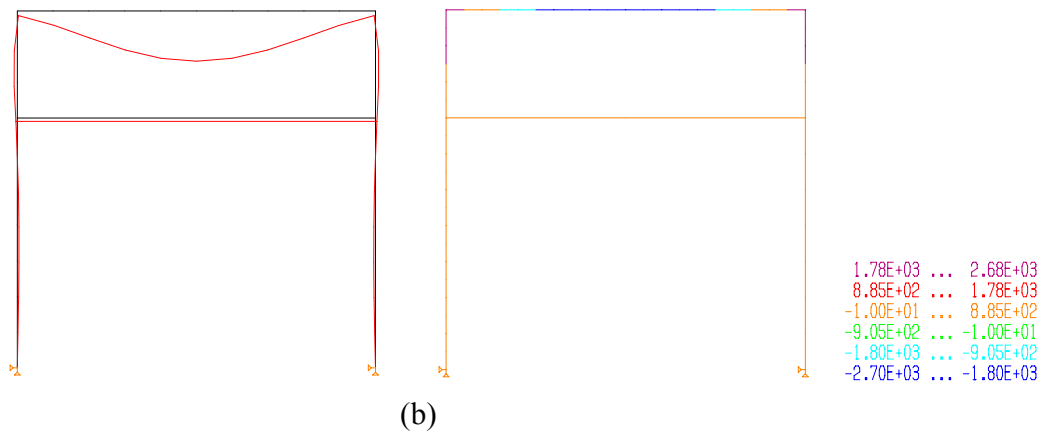 1.78E+03 ... 2.68E+03
8.85E+02 ... 1.78E+03
-1.00E+01 ... 8.85E+02
-9.05E+02 ... -1.00E+01
-1.80E+03 ... -9.05E+02
-2.70E+03 ... -1.80E+03
(b)